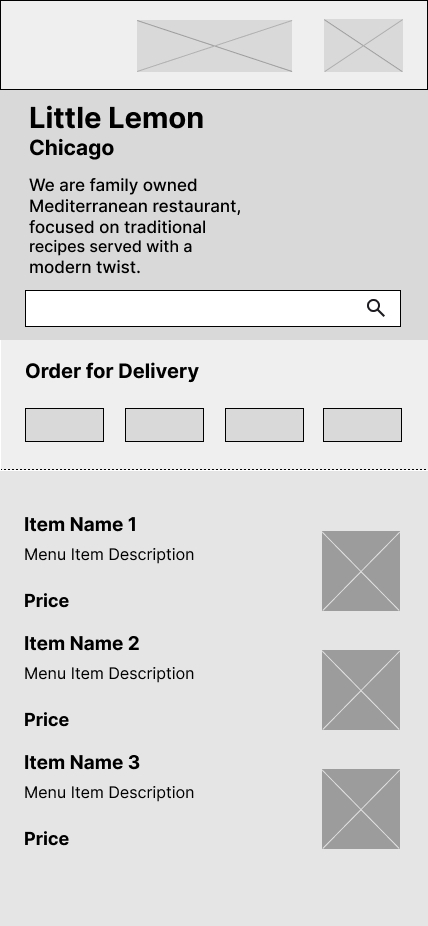 Little Lemon
Chicago
We are family owned
Mediterranean restaurant,
focused on traditional
recipes served with a
modern twist.
Order for Delivery
Item Name 1
Menu Item Description
Price
Item Name 2
Menu Item Description
Price
Item Name 3
Menu Item Description
Price